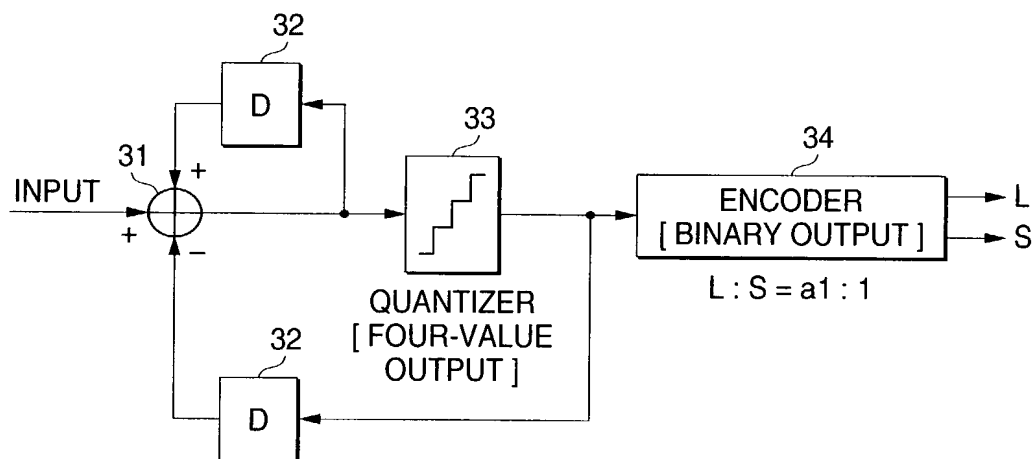 32
D
33
34
31
+
INPUT
+
−
ENCODER
[ BINARY OUTPUT ]
L
S
L : S = a1 : 1
QUANTIZER
[ FOUR-VALUE
OUTPUT ]
32
D